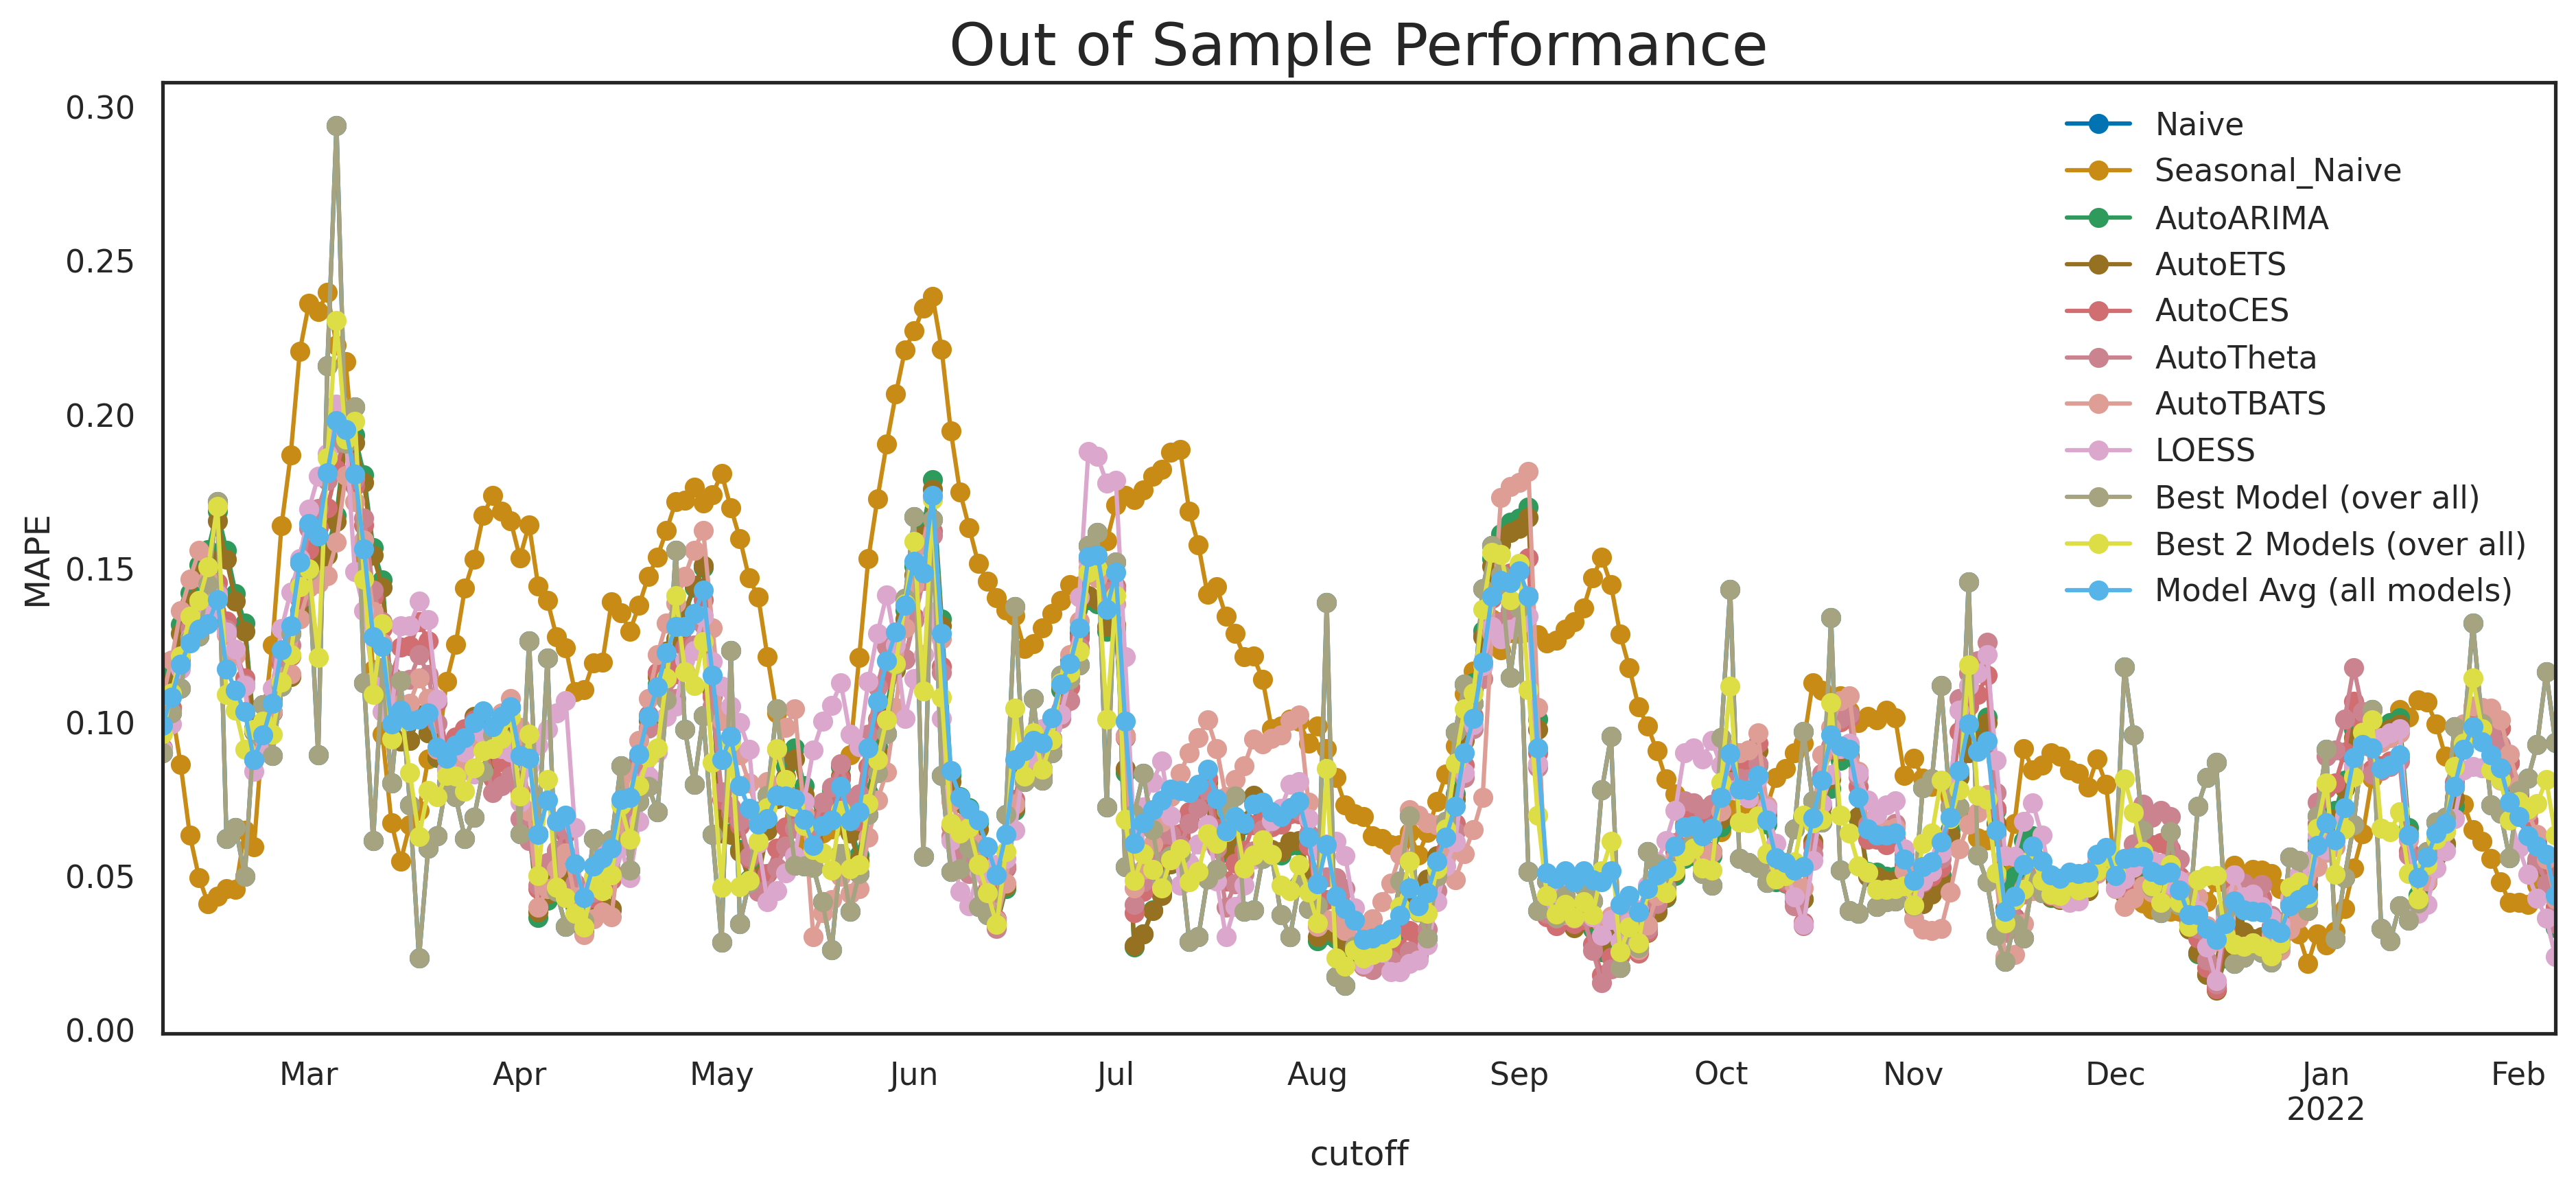 Out of Sample Performance
0.30
0.25
0.20
0.15
0.10
0.05
0.00
MAPE
Naive
Seasonal_Naive
AutoARIMA
AutoETS
AutoCES
AutoTheta
AutoTBATS
LOESS
Best Model (over all)
Best 2 Models (over all)
Model Avg (all models)
Mar Apr May Jun Jul Aug Sep Oct Nov Dec Jan Feb
2022
cutoff